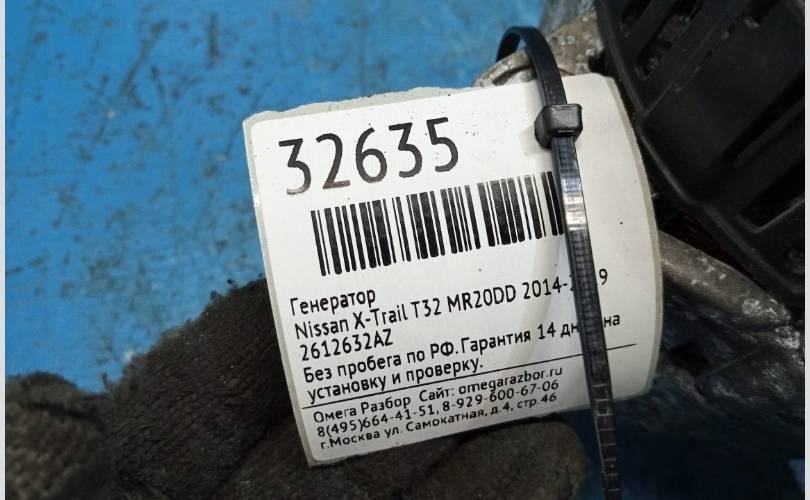 32635
Генератор
Nissan X-Trail T32 MR20DD 2014-
2612632AZ
Без пробега по РФ. Гарантия 14 на
установку и проверку.
Омега Разбор Сайт: omegarazbor.ru
8(495)664-41-51, 8-929-600-67-06
г.Москва ул. Самокатная, д.4, стр.46